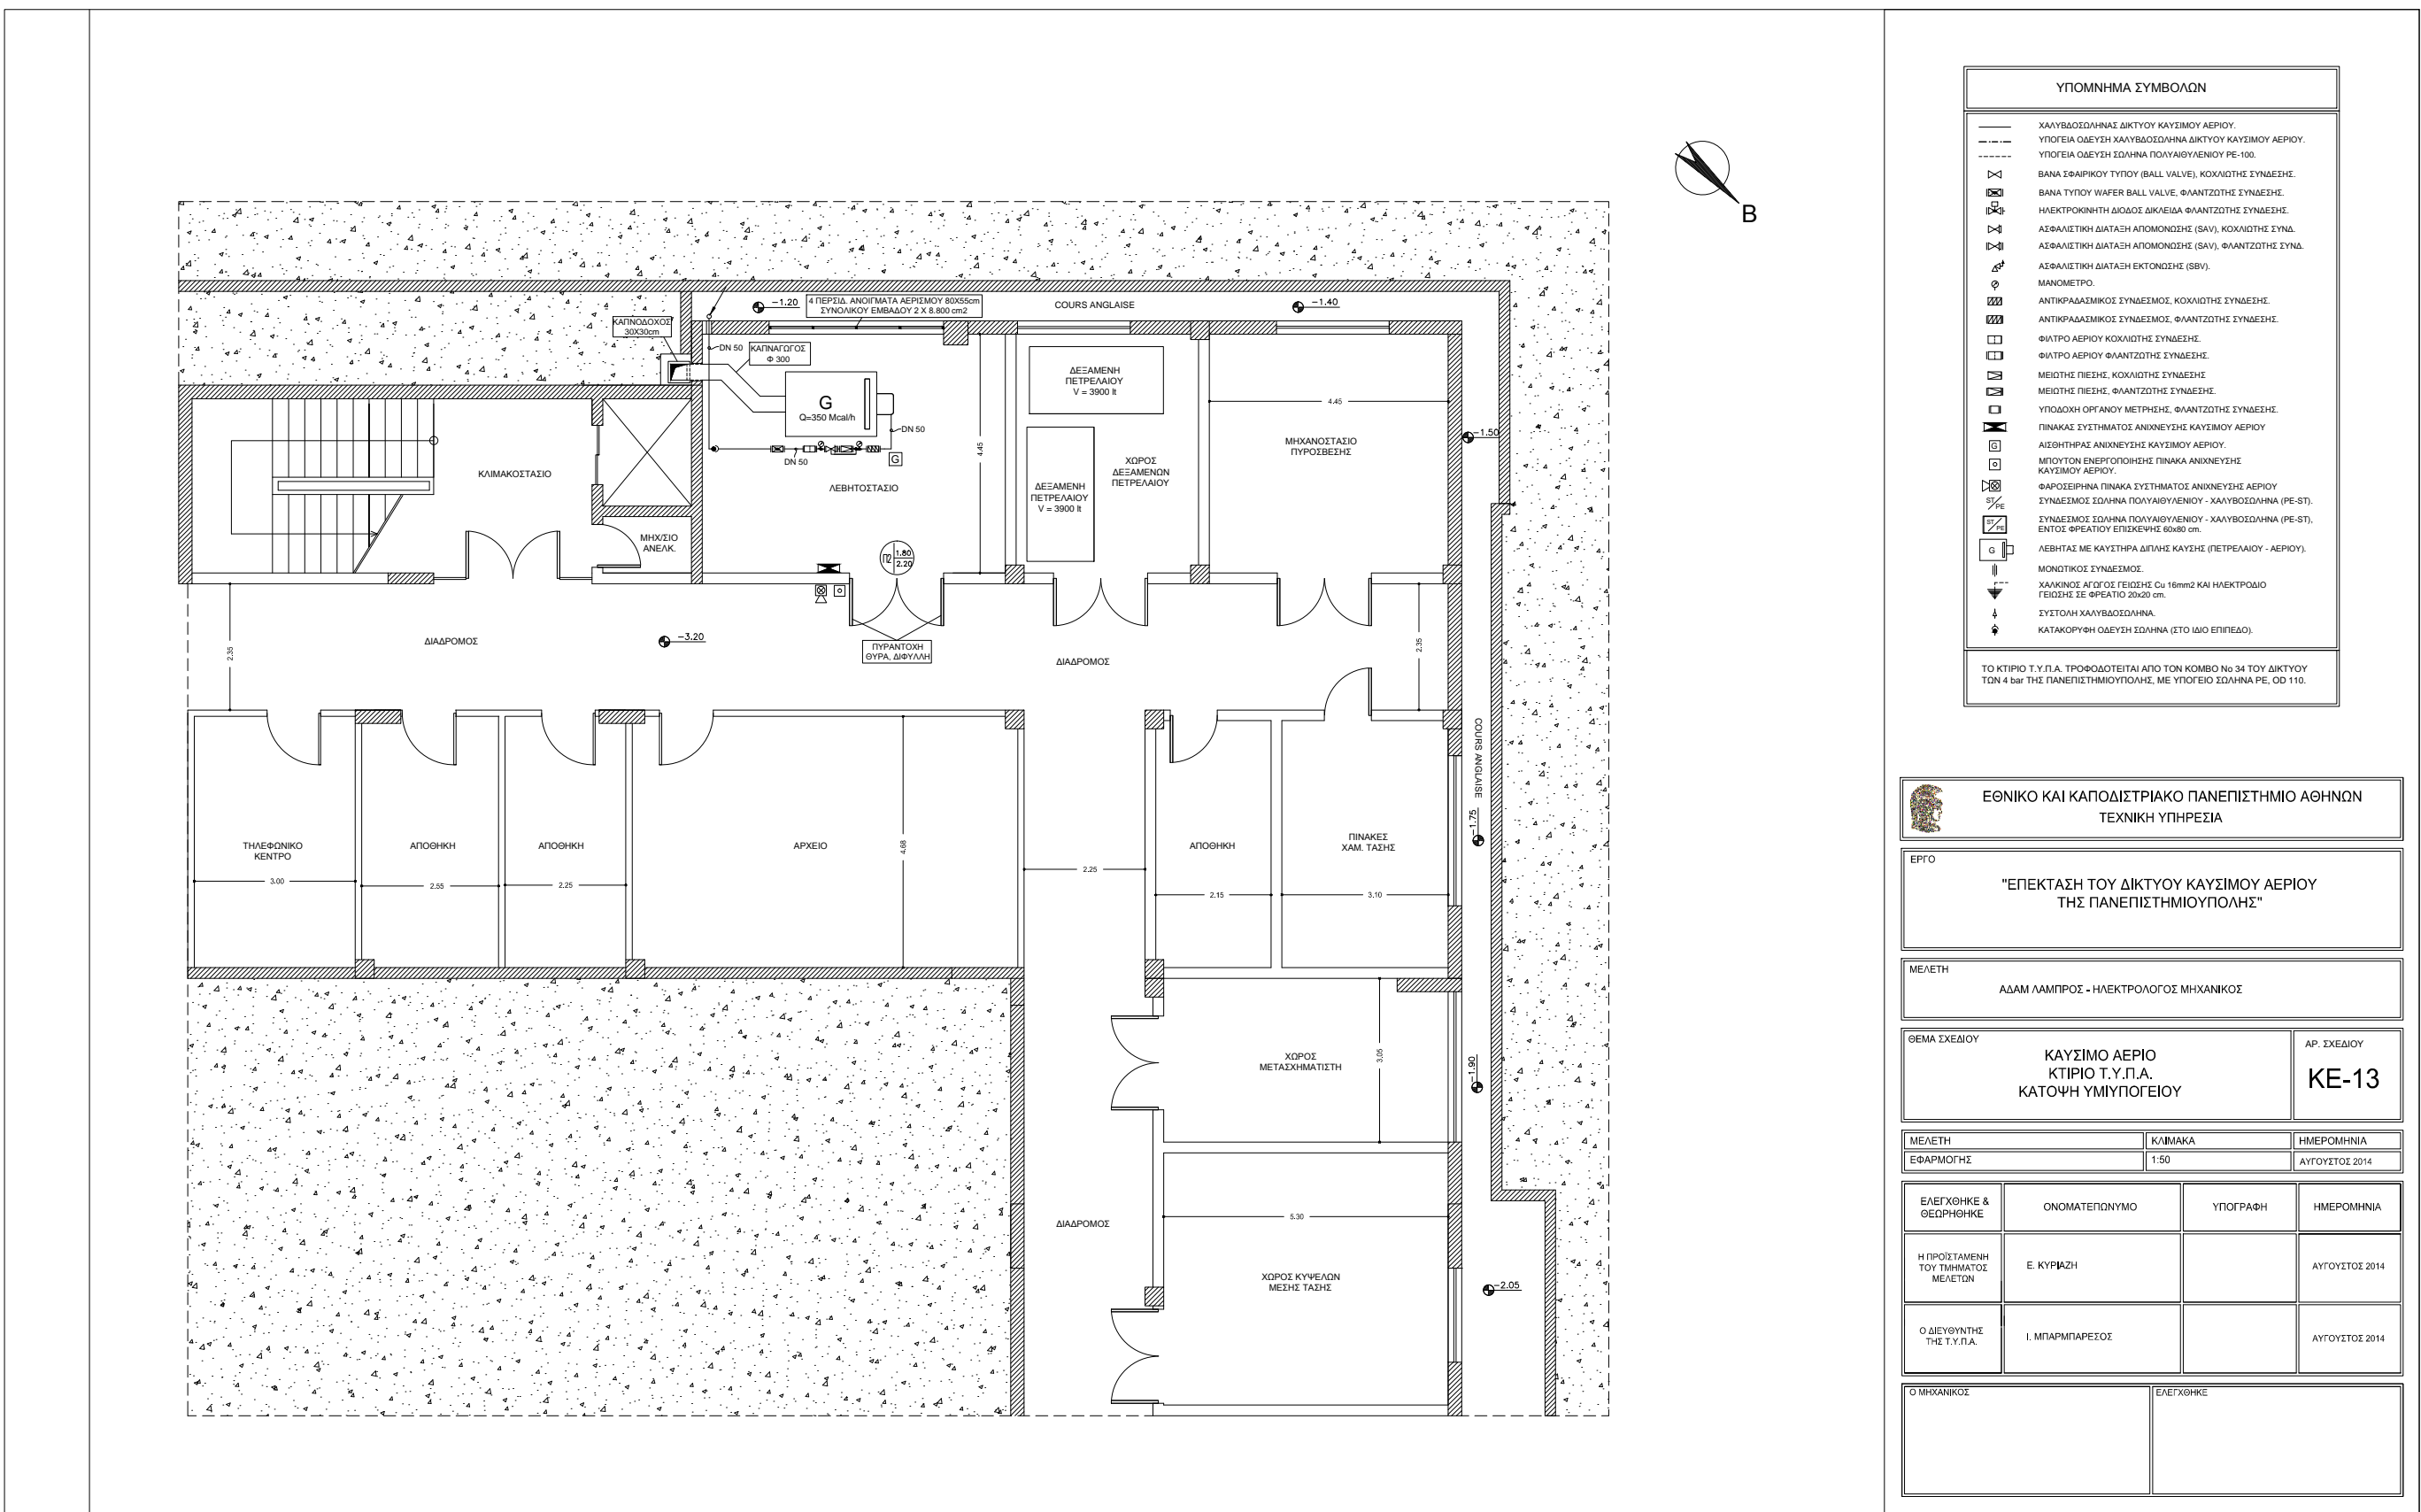 -1.20
4 ΠΕΡΣΙΔ. ΑΝΟΙΓΜΑΤΑ ΑΕΡΙΣΜΟΥ 80X55cm
ΣΥΝΟΛΙΚΟΥ ΕΜΒΑΔΟΥ 2 X 8.800 cm2
COURS ANGLAISE
-1.40
Β
ΚΑΠΝΟΔΟΧΟΣ
30X30cm
DN 50
ΚΑΠΝΑΓΩΓΟΣ
Φ 300
G
Q=350 Mcal/h
DN 50
DN 50
G
ΛΕΒΗΤΟΣΤΑΣΙΟ
4.45
ΔΕΞΑΜΕΝΗ
ΠΕΤΡΕΛΑΙΟΥ
V = 3900 lt
ΔΕΞΑΜΕΝΗ
ΠΕΤΡΕΛΑΙΟΥ
V = 3900 lt
ΧΩΡΟΣ
ΔΕΞΑΜΕΝΩΝ
ΠΕΤΡΕΛΑΙΟΥ
4.45
ΜΗΧΑΝΟΣΤΑΣΙΟ
ΠΥΡΟΣΒΕΣΗΣ
-1.50
ΚΛΙΜΑΚΟΣΤΑΣΙΟ
ΜΗΧ/ΣΙΟ
ΑΝΕΛΚ.
Π2
1.80
2.20
ΠΥΡΑΝΤΟΧΗ
ΘΥΡΑ, ΔΙΦΥΛΛΗ
2.35
ΔΙΑΔΡΟΜΟΣ
-3.20
ΔΙΑΔΡΟΜΟΣ
2.35
ΤΗΛΕΦΩΝΙΚΟ
ΚΕΝΤΡΟ
3.00
ΑΠΟΘΗΚΗ
2.55
ΑΠΟΘΗΚΗ
2.25
ΑΡΧΕΙΟ
4.68
2.25
ΑΠΟΘΗΚΗ
2.15
ΠΙΝΑΚΕΣ
ΧΑΜ. ΤΑΣΗΣ
3.10
COURS ANGLAISE
-1.75
ΧΩΡΟΣ
ΜΕΤΑΣΧΗΜΑΤΙΣΤΗ
3.05
-1.90
ΔΙΑΔΡΟΜΟΣ
5.30
ΧΩΡΟΣ ΚΥΨΕΛΩΝ
ΜΕΣΗΣ ΤΑΣΗΣ
-2.05
ΥΠΟΜΝΗΜΑ ΣΥΜΒΟΛΩΝ
ΧΑΛΥΒΔΟΣΩΛΗΝΑΣ ΔΙΚΤΥΟΥ ΚΑΥΣΙΜΟΥ ΑΕΡΙΟΥ.
ΥΠΟΓΕΙΑ ΟΔΕΥΣΗ ΧΑΛΥΒΔΟΣΩΛΗΝΑ ΔΙΚΤΥΟΥ ΚΑΥΣΙΜΟΥ ΑΕΡΙΟΥ.
ΥΠΟΓΕΙΑ ΟΔΕΥΣΗ ΣΩΛΗΝΑ ΠΟΛΥΑΙΘΥΛΕΝΙΟΥ PE-100.
ΒΑΝΑ ΣΦΑΙΡΙΚΟΥ ΤΥΠΟΥ (BALL VALVE), ΚΟΧΛΙΩΤΗΣ ΣΥΝΔΕΣΗΣ.
ΒΑΝΑ ΤΥΠΟΥ WAFER BALL VALVE, ΦΛΑΝΤΖΩΤΗΣ ΣΥΝΔΕΣΗΣ.
ΗΛΕΚΤΡΟΚΙΝΗΤΗ ΔΙΟΔΟΣ ΔΙΚΛΕΙΔΑ ΦΛΑΝΤΖΩΤΗΣ ΣΥΝΔΕΣΗΣ.
ΑΣΦΑΛΙΣΤΙΚΗ ΔΙΑΤΑΞΗ ΑΠΟΜΟΝΩΣΗΣ (SAV), ΚΟΧΛΙΩΤΗΣ ΣΥΝΔ.
ΑΣΦΑΛΙΣΤΙΚΗ ΔΙΑΤΑΞΗ ΑΠΟΜΟΝΩΣΗΣ (SAV), ΦΛΑΝΤΖΩΤΗΣ ΣΥΝΔ.
ΑΣΦΑΛΙΣΤΙΚΗ ΔΙΑΤΑΞΗ ΕΚΤΟΝΩΣΗΣ (SBV).
ΜΑΝΟΜΕΤΡΟ.
ΑΝΤΙΚΡΑΔΑΣΜΙΚΟΣ ΣΥΝΔΕΣΜΟΣ, ΚΟΧΛΙΩΤΗΣ ΣΥΝΔΕΣΗΣ.
ΑΝΤΙΚΡΑΔΑΣΜΙΚΟΣ ΣΥΝΔΕΣΜΟΣ, ΦΛΑΝΤΖΩΤΗΣ ΣΥΝΔΕΣΗΣ.
ΦΙΛΤΡΟ ΑΕΡΙΟΥ ΚΟΧΛΙΩΤΗΣ ΣΥΝΔΕΣΗΣ.
ΦΙΛΤΡΟ ΑΕΡΙΟΥ ΦΛΑΝΤΖΩΤΗΣ ΣΥΝΔΕΣΗΣ.
ΜΕΙΩΤΗΣ ΠΙΕΣΗΣ, ΚΟΧΛΙΩΤΗΣ ΣΥΝΔΕΣΗΣ
ΜΕΙΩΤΗΣ ΠΙΕΣΗΣ, ΦΛΑΝΤΖΩΤΗΣ ΣΥΝΔΕΣΗΣ.
ΥΠΟΔΟΧΗ ΟΡΓΑΝΟΥ ΜΕΤΡΗΣΗΣ, ΦΛΑΝΤΖΩΤΗΣ ΣΥΝΔΕΣΗΣ.
ΠΙΝΑΚΑΣ ΣΥΣΤΗΜΑΤΟΣ ΑΝΙΧΝΕΥΣΗΣ ΚΑΥΣΙΜΟΥ ΑΕΡΙΟΥ
G ΑΙΣΘΗΤΗΡΑΣ ΑΝΙΧΝΕΥΣΗΣ ΚΑΥΣΙΜΟΥ ΑΕΡΙΟΥ.
ΜΠΟΥΤΟΝ ΕΝΕΡΓΟΠΟΙΗΣΗΣ ΠΙΝΑΚΑ ΑΝΙΧΝΕΥΣΗΣ
ΚΑΥΣΙΜΟΥ ΑΕΡΙΟΥ.
ΦΑΡΟΣΕΙΡΗΝΑ ΠΙΝΑΚΑ ΣΥΣΤΗΜΑΤΟΣ ΑΝΙΧΝΕΥΣΗΣ ΑΕΡΙΟΥ
ST/PE ΣΥΝΔΕΣΜΟΣ ΣΩΛΗΝΑ ΠΟΛΥΑΙΘΥΛΕΝΙΟΥ - ΧΑΛΥΒΟΣΩΛΗΝΑ (PE-ST).
ST/PE ΣΥΝΔΕΣΜΟΣ ΣΩΛΗΝΑ ΠΟΛΥΑΙΘΥΛΕΝΙΟΥ - ΧΑΛΥΒΟΣΩΛΗΝΑ (PE-ST),
ΕΝΤΟΣ ΦΡΕΑΤΙΟΥ ΕΠΙΣΚΕΨΗΣ 60x80 cm.
G ΛΕΒΗΤΑΣ ΜΕ ΚΑΥΣΤΗΡΑ ΔΙΠΛΗΣ ΚΑΥΣΗΣ (ΠΕΤΡΕΛΑΙΟΥ - ΑΕΡΙΟΥ).
ΜΟΝΩΤΙΚΟΣ ΣΥΝΔΕΣΜΟΣ.
ΧΑΛΚΙΝΟΣ ΑΓΩΓΟΣ ΓΕΙΩΣΗΣ Cu 16mm2 ΚΑΙ ΗΛΕΚΤΡΟΔΙΟ
ΓΕΙΩΣΗΣ ΣΕ ΦΡΕΑΤΙΟ 20x20 cm.
ΣΥΣΤΟΛΗ ΧΑΛΥΒΔΟΣΩΛΗΝΑ.
ΚΑΤΑΚΟΡΥΦΗ ΟΔΕΥΣΗ ΣΩΛΗΝΑ (ΣΤΟ ΙΔΙΟ ΕΠΙΠΕΔΟ).
ΤΟ ΚΤΙΡΙΟ Τ.Υ.Π.Α. ΤΡΟΦΟΔΟΤΕΙΤΑΙ ΑΠΟ ΤΟΝ ΚΟΜΒΟ Νο 34 ΤΟΥ ΔΙΚΤΥΟΥ
ΤΩΝ 4 bar ΤΗΣ ΠΑΝΕΠΙΣΤΗΜΙΟΥΠΟΛΗΣ, ΜΕ ΥΠΟΓΕΙΟ ΣΩΛΗΝΑ PE, OD 110.
ΕΘΝΙΚΟ ΚΑΙ ΚΑΠΟΔΙΣΤΡΙΑΚΟ ΠΑΝΕΠΙΣΤΗΜΙΟ ΑΘΗΝΩΝ
ΤΕΧΝΙΚΗ ΥΠΗΡΕΣΙΑ
ΕΡΓΟ
"ΕΠΕΚΤΑΣΗ ΤΟΥ ΔΙΚΤΥΟΥ ΚΑΥΣΙΜΟΥ ΑΕΡΙΟΥ
ΤΗΣ ΠΑΝΕΠΙΣΤΗΜΙΟΥΠΟΛΗΣ"
ΜΕΛΕΤΗ
ΑΔΑΜ ΛΑΜΠΡΟΣ - ΗΛΕΚΤΡΟΛΟΓΟΣ ΜΗΧΑΝΙΚΟΣ
ΘΕΜΑ ΣΧΕΔΙΟΥ
ΚΑΥΣΙΜΟ ΑΕΡΙΟ
ΚΤΙΡΙΟ Τ.Υ.Π.Α.
ΚΑΤΟΨΗ ΥΜΙΥΠΟΓΕΙΟΥ
ΑΡ. ΣΧΕΔΙΟΥ
ΚΕ-13
ΜΕΛΕΤΗ ΚΛΙΜΑΚΑ ΗΜΕΡΟΜΗΝΙΑ
ΕΦΑΡΜΟΓΗΣ 1:50 ΑΥΓΟΥΣΤΟΣ 2014
ΕΛΕΓΧΘΗΚΕ &
ΘΕΩΡΗΘΗΚΕ
ΟΝΟΜΑΤΕΠΩΝΥΜΟ
ΥΠΟΓΡΑΦΗ
ΗΜΕΡΟΜΗΝΙΑ
Η ΠΡΟΪΣΤΑΜΕΝΗ
ΤΟΥ ΤΜΗΜΑΤΟΣ
ΜΕΛΕΤΩΝ
Ε. ΚΥΡΙΑΖΗ
ΑΥΓΟΥΣΤΟΣ 2014
Ο ΔΙΕΥΘΥΝΤΗΣ
ΤΗΣ Τ.Υ.Π.Α.
Ι. ΜΠΑΡΜΠΑΡΕΣΟΣ
ΑΥΓΟΥΣΤΟΣ 2014
Ο ΜΗΧΑΝΙΚΟΣ
ΕΛΕΓΧΘΗΚΕ